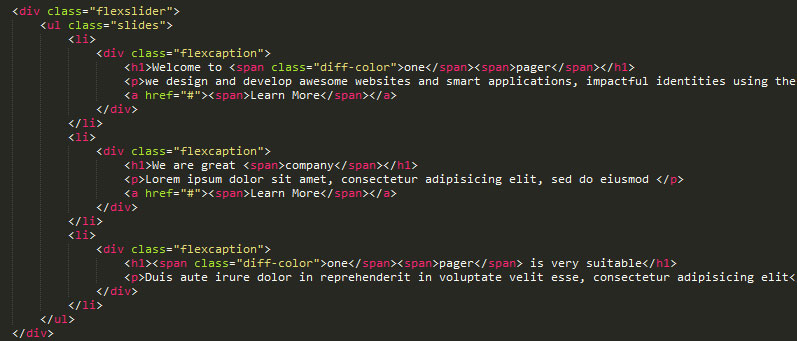 <div class="flexslider">
<ul class="slides">
<li>
<div class="flexcaption">
<h1>Welcome to <span class="diff-color">one</span><span>pager</span></h1>
<p>we design and develop awesome websites and smart applications, impactful identities using the
<a href="#"><span>Learn More</span></a>
</div>
</li>
<li>
<div class="flexcaption">
<h1>We are great <span>company</span></h1>
<p>Lorem ipsum dolor sit amet, consectetur adipisicing elit, sed do eiusmod </p>
<a href="#"><span>Learn More</span></a>
</div>
</li>
<li>
<div class="flexcaption">
<h1><span class="diff-color">one</span><span>pager</span> is very suitable</h1>
<p>Duis aute irure dolor in reprehenderit in voluptate velit esse, consectetur adipisicing elit<
</div>
</li>
</ul>
</div>